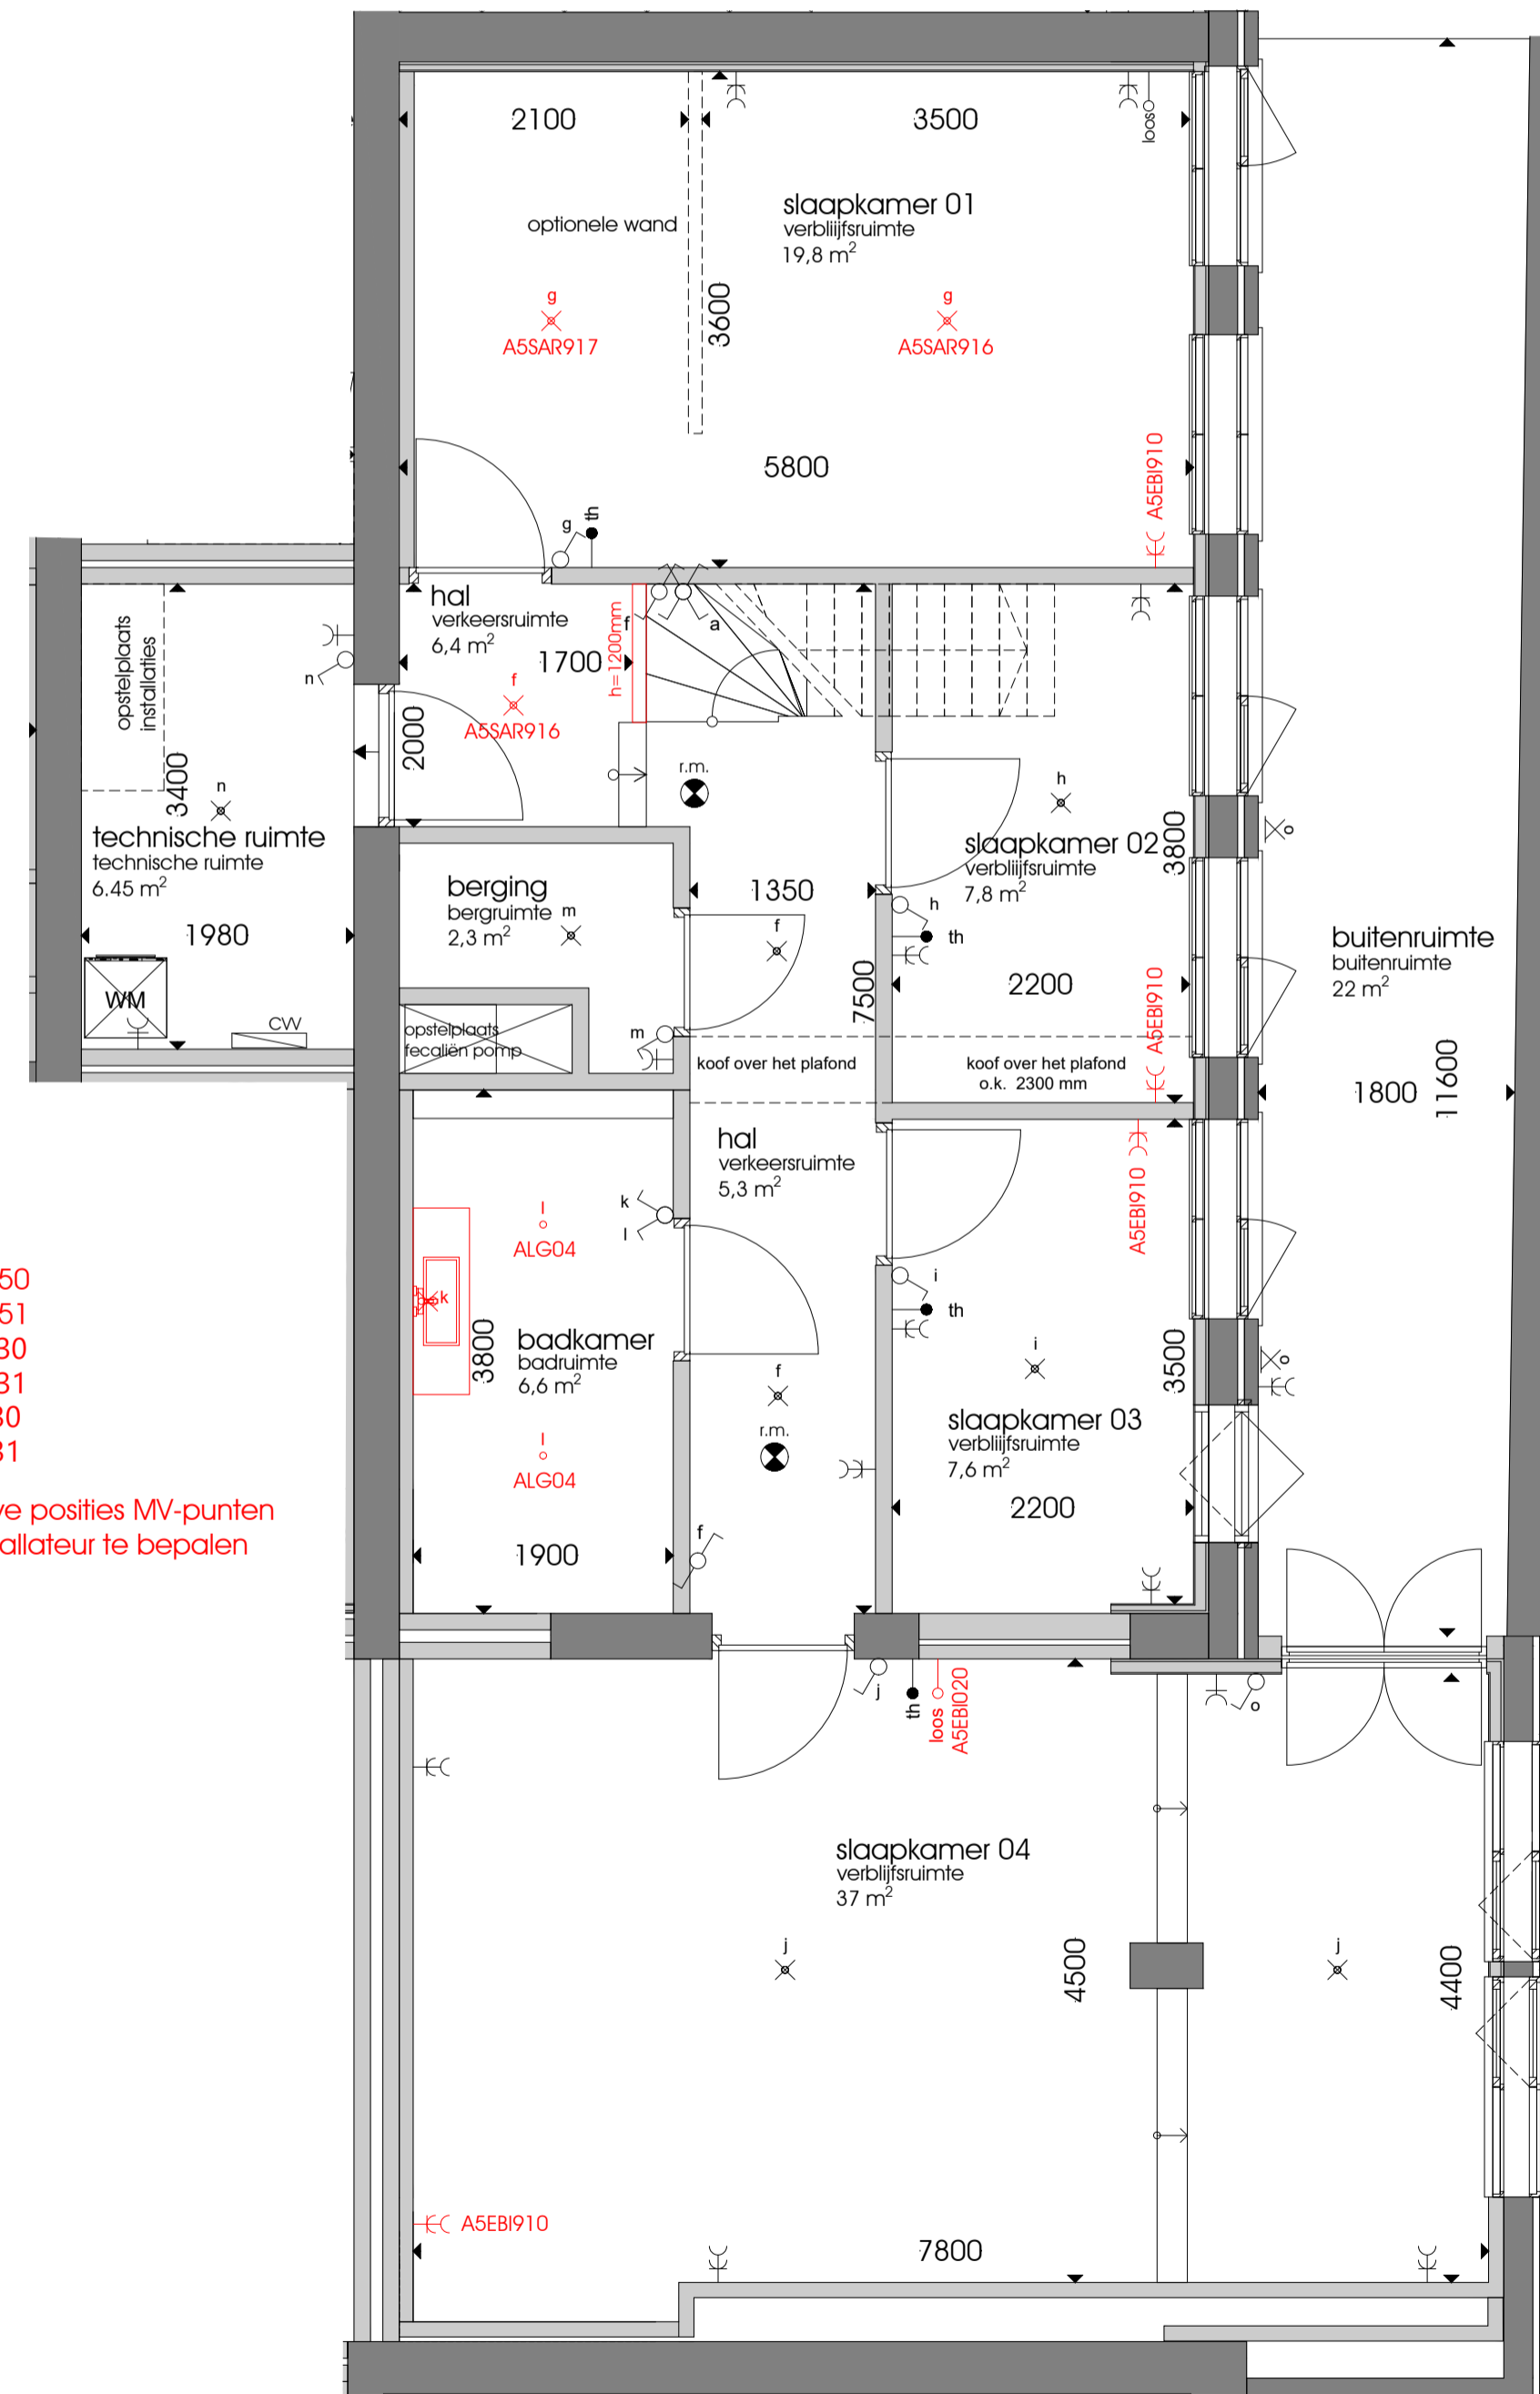 2100
3500
loos
slaapkamer 01
verblijfsruimte
19,8 m²
optionele wand
3600
g
A5SAR917
g
A5SAR916
5800
A5EBI910
g
th
hal
verkeersruimte
6,4 m²
1700
h=1200mm
f
a
f
A5SAR916
2000
opstelplaats
installaties
n
3400
n
technische ruimte
technische ruimte
6.45 m²
1980
WM
CW
r.m.
h
slaapkamer 02
verblijfsruimte
7,8 m²
3800
berging
bergruimte
2,3 m²
m
1350
f
h
th
7500
2200
A5EBI910
buitenruimte
buitenruimte
22 m²
1800
11600
o
opstelplaats
fecaliën pomp
m
koof over het plafond
koof over het plafond
o.k. 2300 mm
hal
verkeersruimte
5,3 m²
A5EBI910
k
l
l
ALG04
k
3800
badkamer
badruimte
6,6 m²
l
ALG04
1900
f
r.m.
f
i
th
i
slaapkamer 03
verblijfsruimte
7,6 m²
3500
2200
o
50
51
30
31
30
31
ve posities MV-punten
allateur te bepalen
j
th
loos
A5EBI020
o
slaapkamer 04
verblijfsruimte
37 m²
j
4500
j
4400
A5EBI910
7800